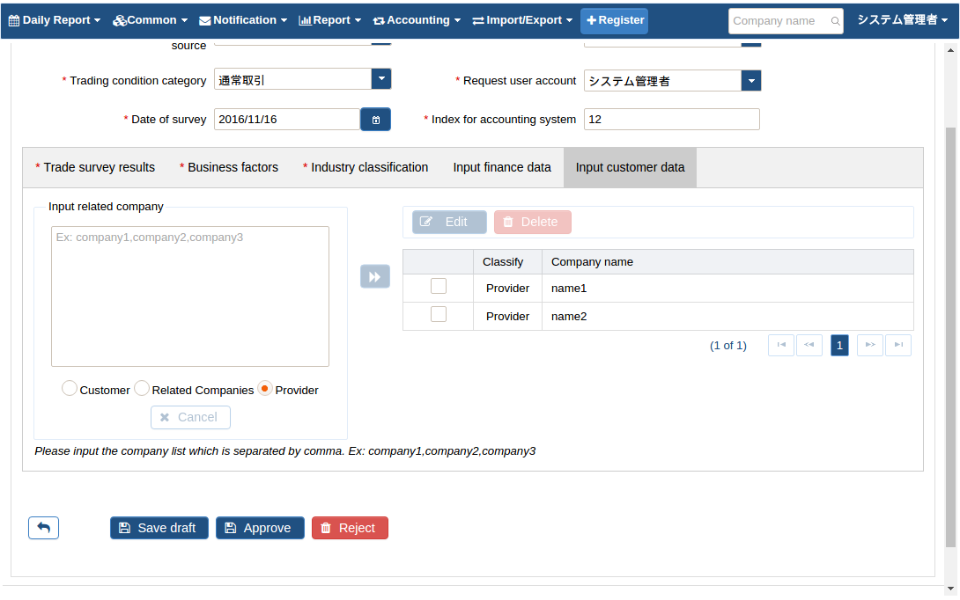 Daily Report Common Notification Report Accounting Import/Export Register Company name システム管理者
source
* Trading condition category 通常取引 * Request user account システム管理者
* Date of survey 2016/11/16 * Index for accounting system 12
* Trade survey results * Business factors * Industry classification Input finance data Input customer data
Input related company
Ex: company1,company2,company3
Edit Delete
Classify Company name
Provider name1
Provider name2
(1 of 1) 1
Customer Related Companies Provider
Cancel
Please input the company list which is separated by comma. Ex: company1,company2,company3
Save draft Approve Reject